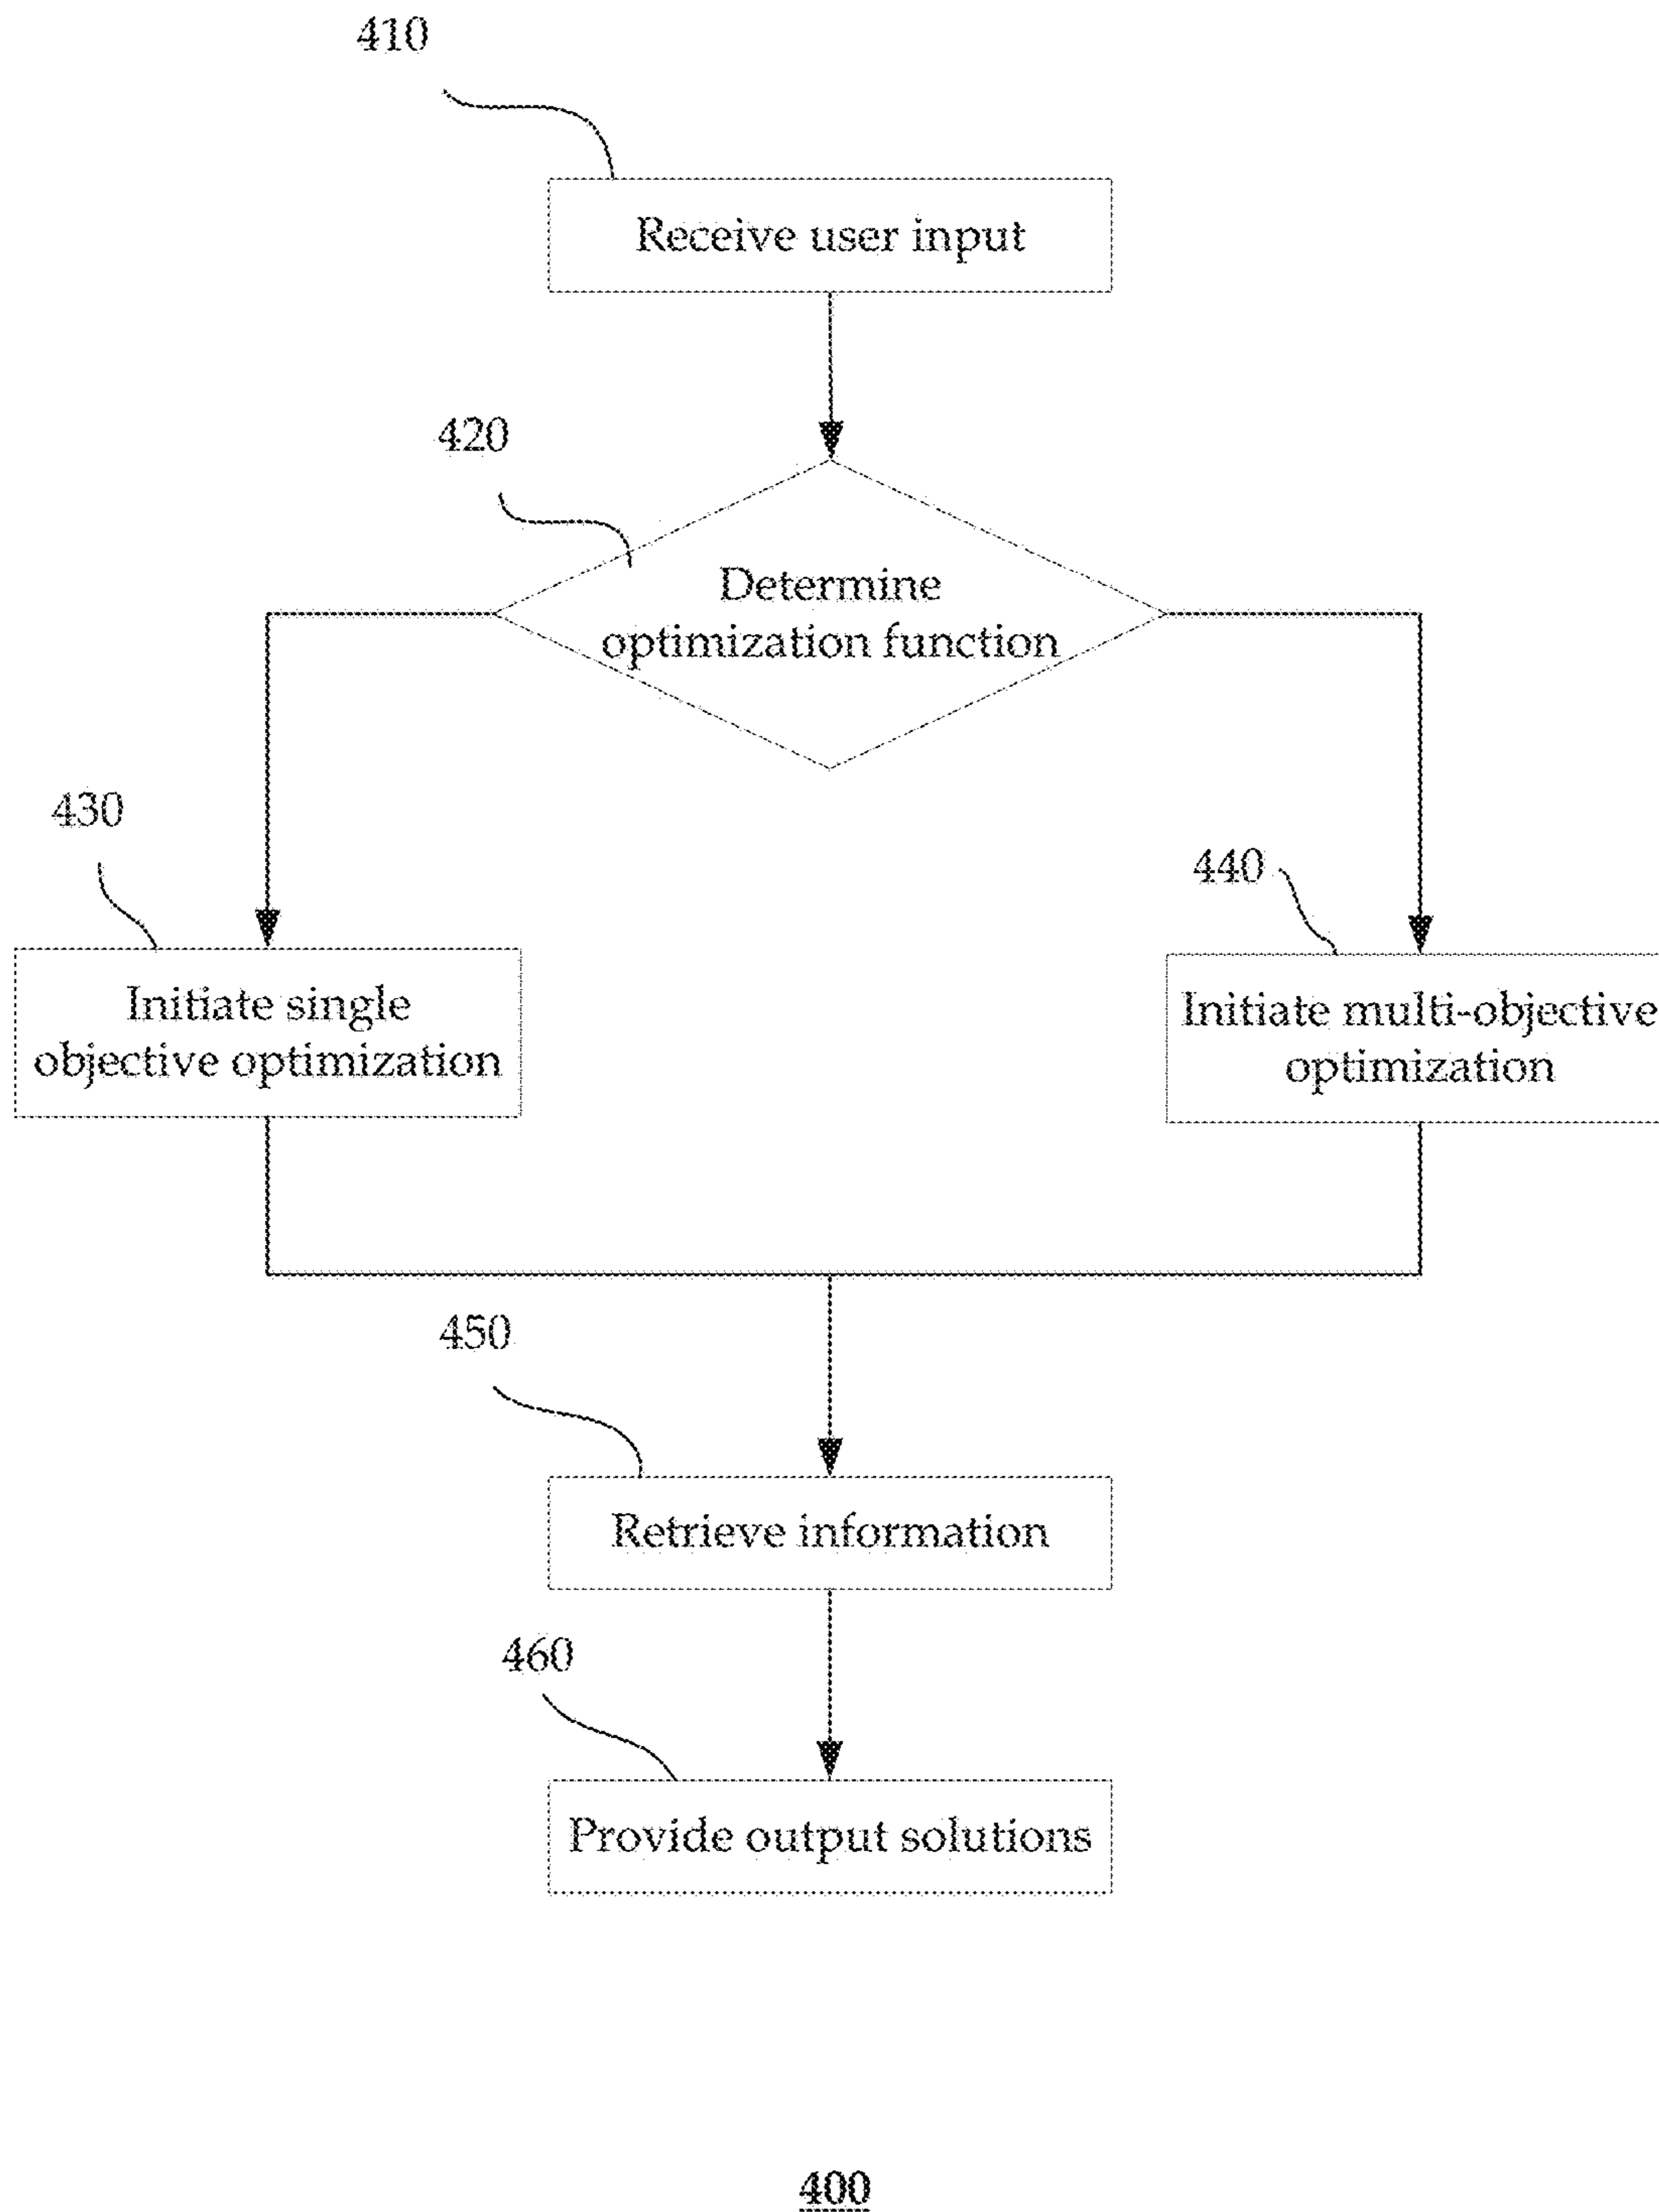 410
Receive user input
420
Determine
optimization function
430
440
Initiate single
objective optimization
Initiate multi-objective
optimization
450
Retrieve information
460
Provide output solutions
400